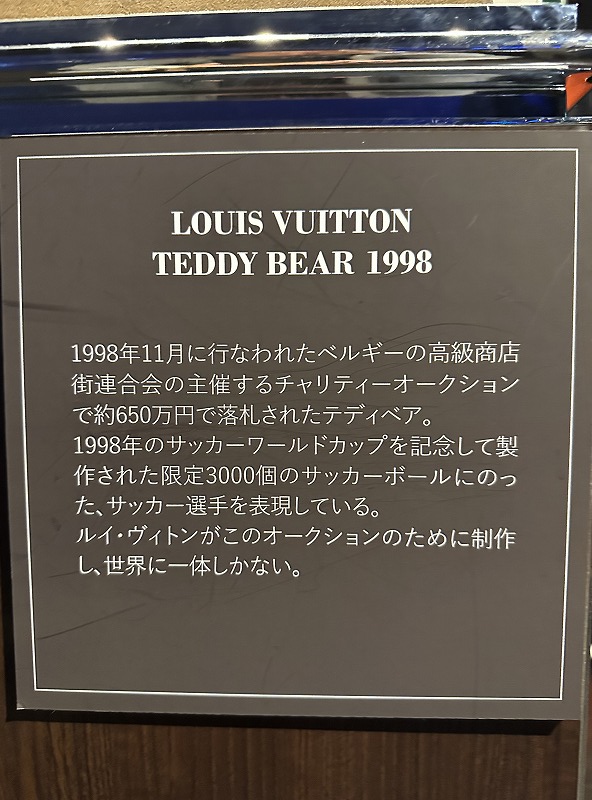 LOUIS VUITTON
TEDDY BEAR 1998
1998年11月に行なわれたベルギーの高級商店
街連合会の主催するチャリティーオークション
で約650万円で落札されたテディベア。
1998年のサッカーワールドカップを記念して製
作された限定3000個のサッカーボールにのっ
た、サッカー選手を表現している。
ルイ・ヴィトンがこのオークションのために制作
し、世界に一体しかない。